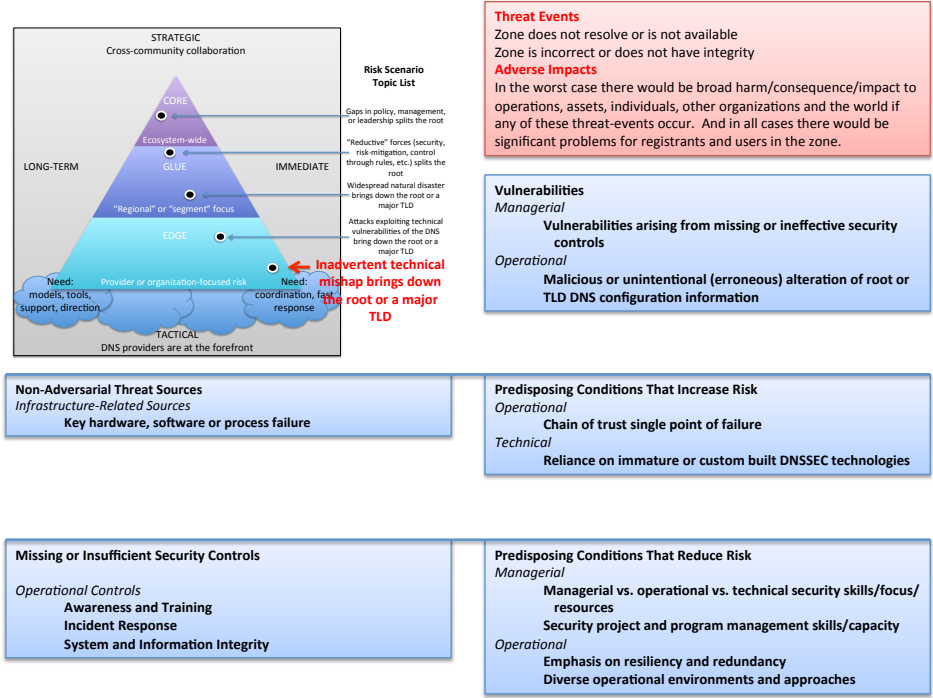 STRATEGIC
Cross-community collaboration
LONG-TERM
IMMEDIATE
CORE
Ecosystem-wide
GLUE
"Regional" or "segment" focus
EDGE
Provider or organization-focused risk
Need:
models, tools,
support, direction
Need:
coordination, fast
response
TACTICAL
DNS providers are at the forefront
Risk Scenario
Topic List
Gaps in policy, management,
or leadership splits the root
"Reductive" forces (security,
risk-mitigation, control
through rules, etc.) splits the
root
Widespread natural disaster
brings down the root or a
major TLD
Attacks exploiting technical
vulnerabilities of the DNS
bring down the root or a
major TLD
Inadvertent technical
mishap brings down
the root or a major
TLD
Threat Events
Zone does not resolve or is not available
Zone is incorrect or does not have integrity
Adverse Impacts
In the worst case there would be broad harm/consequence/impact to
operations, assets, individuals, other organizations and the world if
any of these threat-events occur. And in all cases there would be
significant problems for registrants and users in the zone.
Vulnerabilities
Managerial
Vulnerabilities arising from missing or ineffective security
controls
Operational
Malicious or unintentional (erroneous) alteration of root or
TLD DNS configuration information
Non-Adversarial Threat Sources
Infrastructure-Related Sources
Key hardware, software or process failure
Predisposing Conditions That Increase Risk
Operational
Chain of trust single point of failure
Technical
Reliance on immature or custom built DNSSEC technologies
Missing or Insufficient Security Controls
Operational Controls
Awareness and Training
Incident Response
System and Information Integrity
Predisposing Conditions That Reduce Risk
Managerial
Managerial vs. operational vs. technical security skills/focus/
resources
Security project and program management skills/capacity
Operational
Emphasis on resiliency and redundancy
Diverse operational environments and approaches